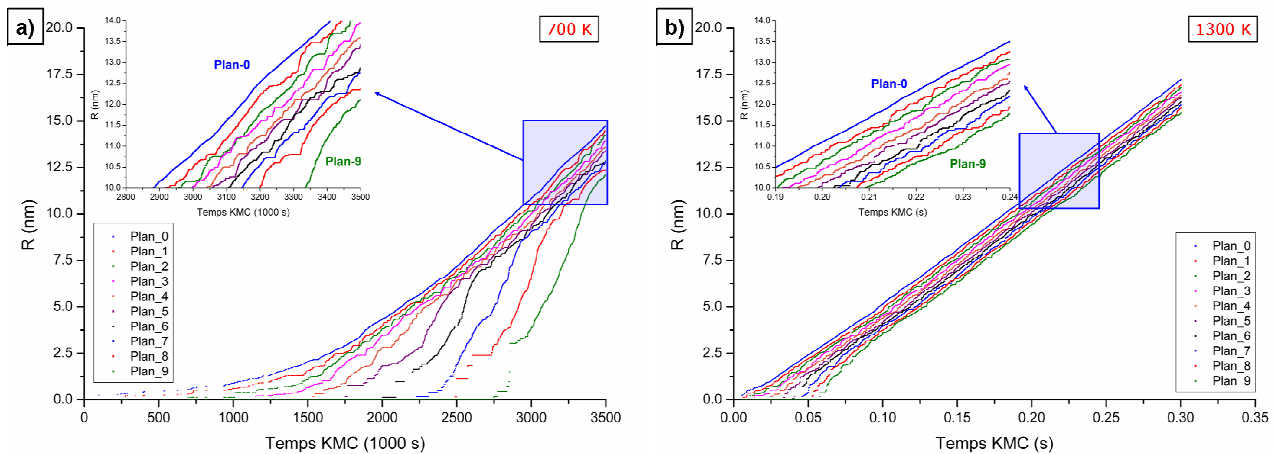 a)
700 K
R (nm)
20.0
17.5
15.0
12.5
10.0
7.5
5.0
2.5
0.0
0
500
1000
1500
2000
2500
3000
3500
Temps KMC (1000 s)
R (nm)
14.0
13.5
13.0
12.5
12.0
11.5
11.0
10.5
10.0
2800
2900
3000
3100
3200
3300
3400
3500
Temps KMC (1000 s)
Plan-0
Plan-9
Plan_0
Plan_1
Plan_2
Plan_3
Plan_4
Plan_5
Plan_6
Plan_7
Plan_8
Plan_9
b)
1300 K
R (nm)
20.0
17.5
15.0
12.5
10.0
7.5
5.0
2.5
0.0
0.00
0.05
0.10
0.15
0.20
0.25
0.30
0.35
Temps KMC (s)
R (nm)
14.0
13.5
13.0
12.5
12.0
11.5
11.0
10.5
10.0
0.19
0.20
0.21
0.22
0.23
0.24
Temps KMC (s)
Plan-0
Plan-9
Plan_0
Plan_1
Plan_2
Plan_3
Plan_4
Plan_5
Plan_6
Plan_7
Plan_8
Plan_9